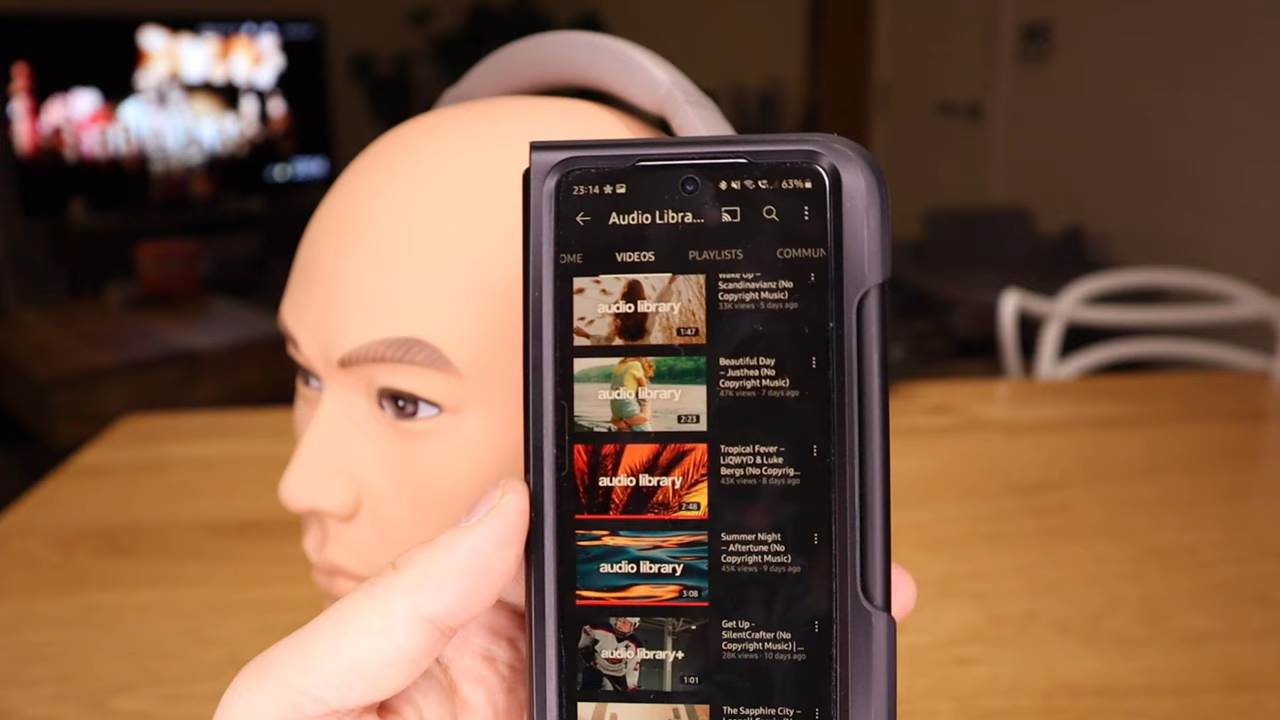 23:14 63%
Audio Libra...
OME VIDEOS PLAYLISTS COMMUN
audio library
1:47
Wake Up –
Scandinavianz (No
Copyright Music)
33K views · 5 days ago
audio library
2:23
Beautiful Day
– Justhea (No
Copyright Music)
47K views · 7 days ago
audio library
2:48
Tropical Fever –
LiQWYD & Luke
Bergs (No Copyrig...
43K views · 8 days ago
audio library
3:08
Summer Night
– Aftertune (No
Copyright Music)
45K views · 9 days ago
audio library+
1:01
Get Up -
SilentCrafter (No
Copyright Music) | ...
28K views · 10 days ago
The Sapphire City –